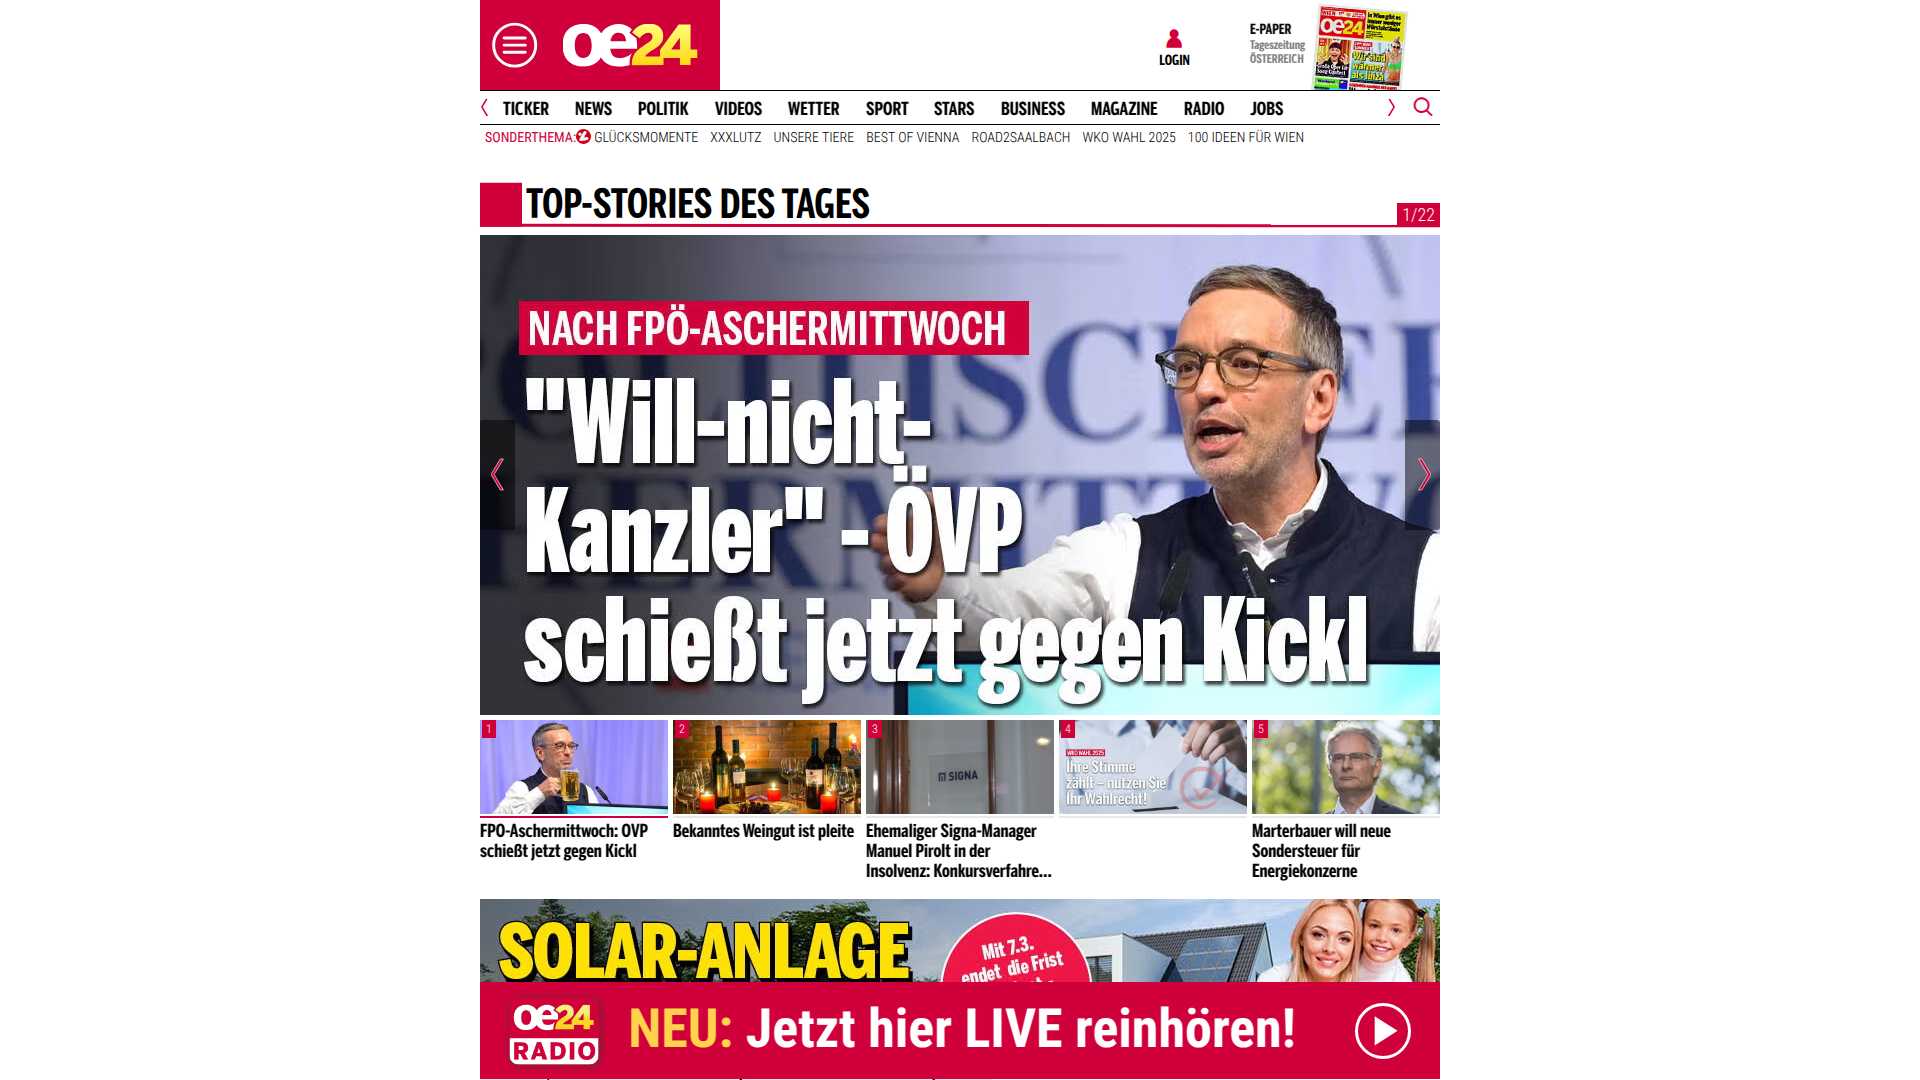 oe24
LOGIN
E-PAPER
Tageszeitung
ÖSTERREICH
oe24
TICKER NEWS POLITIK VIDEOS WETTER SPORT STARS BUSINESS MAGAZINE RADIO JOBS
SONDERTHEMA: GLÜCKSMOMENTE XXXLUTZ UNSERE TIERE BEST OF VIENNA ROAD2SAALBACH WKO WAHL 2025 100 IDEEN FÜR WIEN
TOP-STORIES DES TAGES
1/22
NACH FPÖ-ASCHERMITTWOCH
"Will-nicht-
Kanzler" - ÖVP
schießt jetzt gegen Kickl
1
FPÖ-Aschermittwoch: ÖVP
schießt jetzt gegen Kickl
2
Bekanntes Weingut ist pleite
3
SIGNA
Ehemaliger Signa-Manager
Manuel Pirolt in der
Insolvenz: Konkursverfahre...
4
WKO WAHL 2025
Ihre Stimme
zählt – nutzen Sie
Ihr Wahlrecht!
5
Marterbauer will neue
Sondersteuer für
Energiekonzerne
SOLAR-ANLAGE
Mit 7.3.
endet die Frist
oe24
RADIO
NEU: Jetzt hier LIVE reinhören!